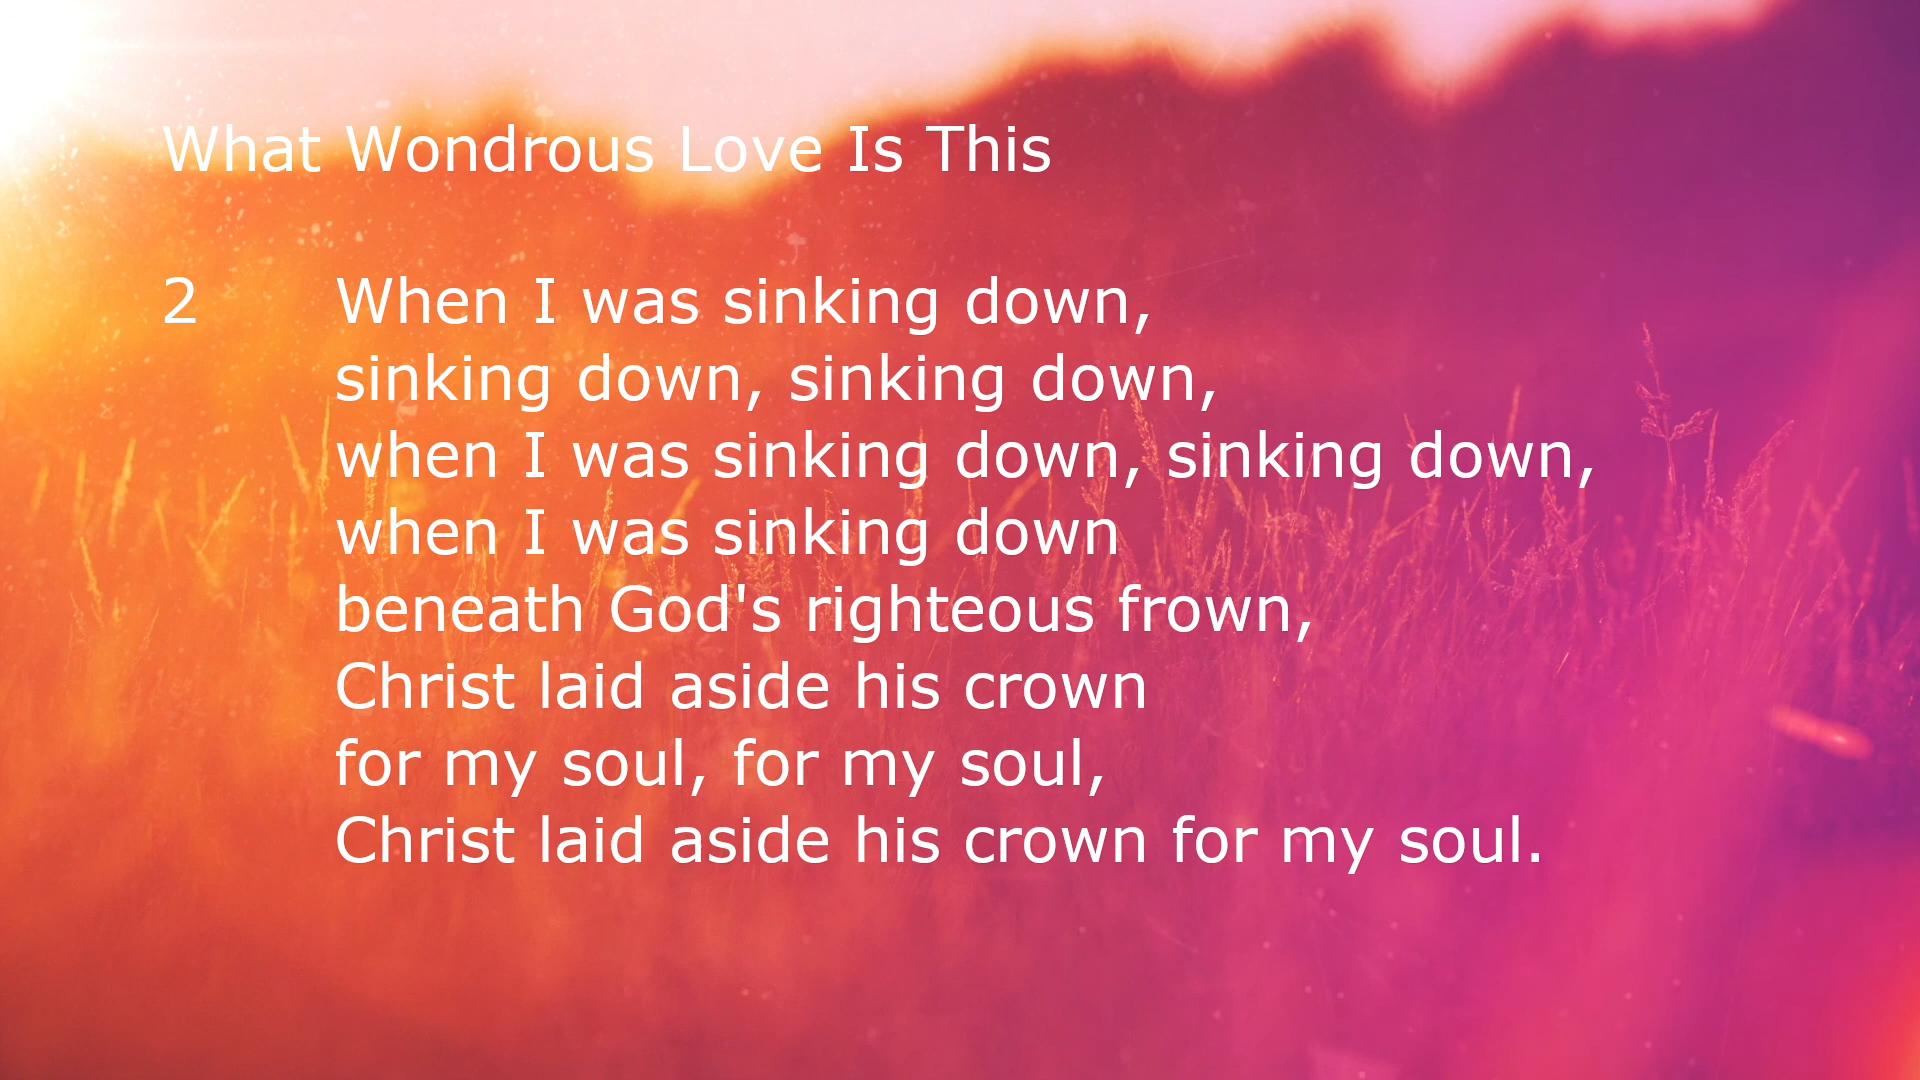 What Wondrous Love Is This
2 When I was sinking down,
sinking down, sinking down,
when I was sinking down, sinking down,
when I was sinking down
beneath God's righteous frown,
Christ laid aside his crown
for my soul, for my soul,
Christ laid aside his crown for my soul.